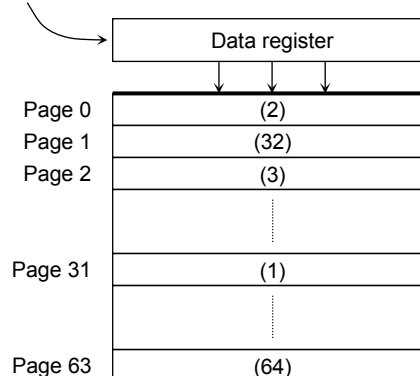 Data register
Page 0 (2)
Page 1 (32)
Page 2 (3)
Page 31 (1)
Page 63 (64)